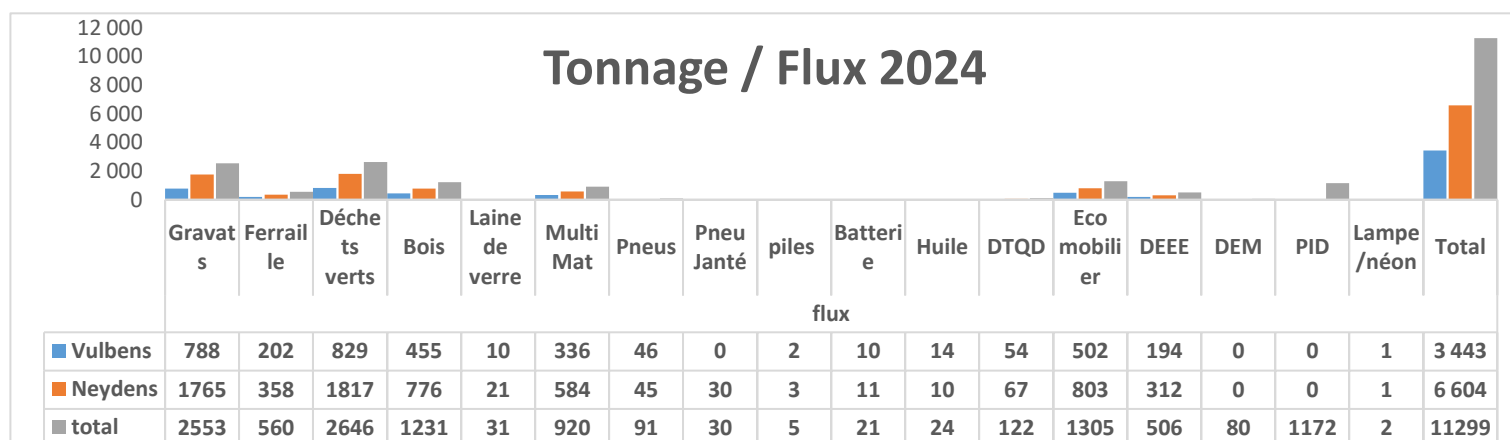 Tonnage / Flux 2024
12 000
10 000
8 000
6 000
4 000
2 000
0
Gravats Ferraille Déchets verts Bois Laine de verre Multi Mat Pneus Pneu Janté piles Batterie Huile DTQD Eco mobilier DEEE DEM PID Lampe/néon Total
flux
Vulbens 788 202 829 455 10 336 46 0 2 10 14 54 502 194 0 0 1 3 443
Neydens 1765 358 1817 776 21 584 45 30 3 11 10 67 803 312 0 0 1 6 604
total 2553 560 2646 1231 31 920 91 30 5 21 24 122 1305 506 80 1172 2 11299